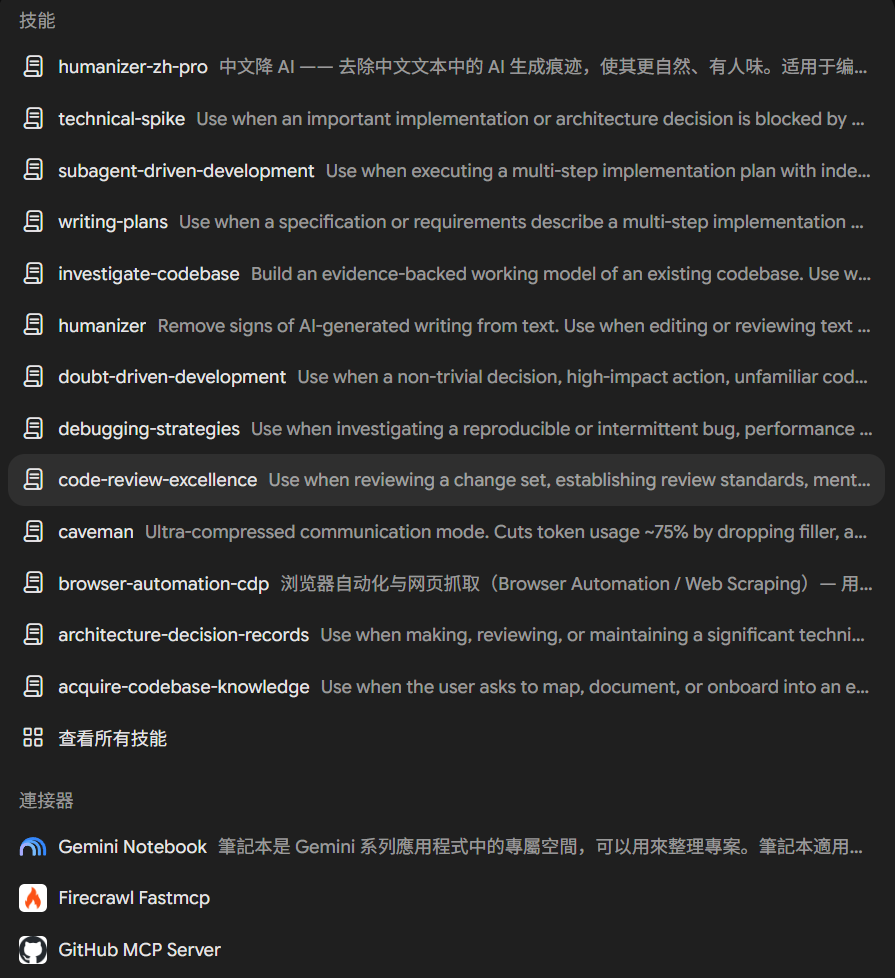 技能
humanizer-zh-pro 中文降 AI —— 去除中文文本中的 AI 生成痕迹，使其更自然、有人味。适用于编...
technical-spike Use when an important implementation or architecture decision is blocked by ...
subagent-driven-development Use when executing a multi-step implementation plan with inde...
writing-plans Use when a specification or requirements describe a multi-step implementation ...
investigate-codebase Build an evidence-backed working model of an existing codebase. Use w...
humanizer Remove signs of AI-generated writing from text. Use when editing or reviewing text ...
doubt-driven-development Use when a non-trivial decision, high-impact action, unfamiliar cod...
debugging-strategies Use when investigating a reproducible or intermittent bug, performance ...
code-review-excellence Use when reviewing a change set, establishing review standards, ment...
caveman Ultra-compressed communication mode. Cuts token usage ~75% by dropping filler, a...
browser-automation-cdp 浏览器自动化与网页抓取（Browser Automation / Web Scraping）— 用...
architecture-decision-records Use when making, reviewing, or maintaining a significant techni...
acquire-codebase-knowledge Use when the user asks to map, document, or onboard into an e...
查看所有技能
連接器
Gemini Notebook 筆記本是 Gemini 系列應用程式中的專屬空間，可以用來整理專案。筆記本適用...
Firecrawl Fastmcp
GitHub MCP Server